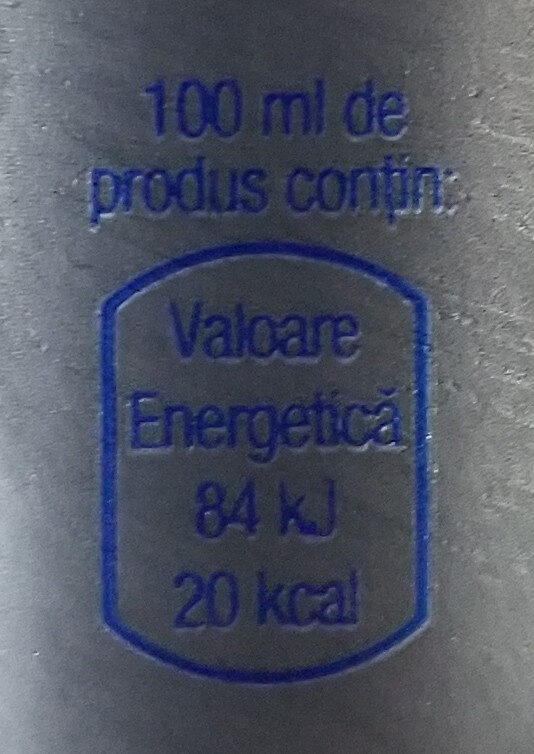 100 ml de
produs conțin:
Valoare
Energetică
84 kJ
20 kcal